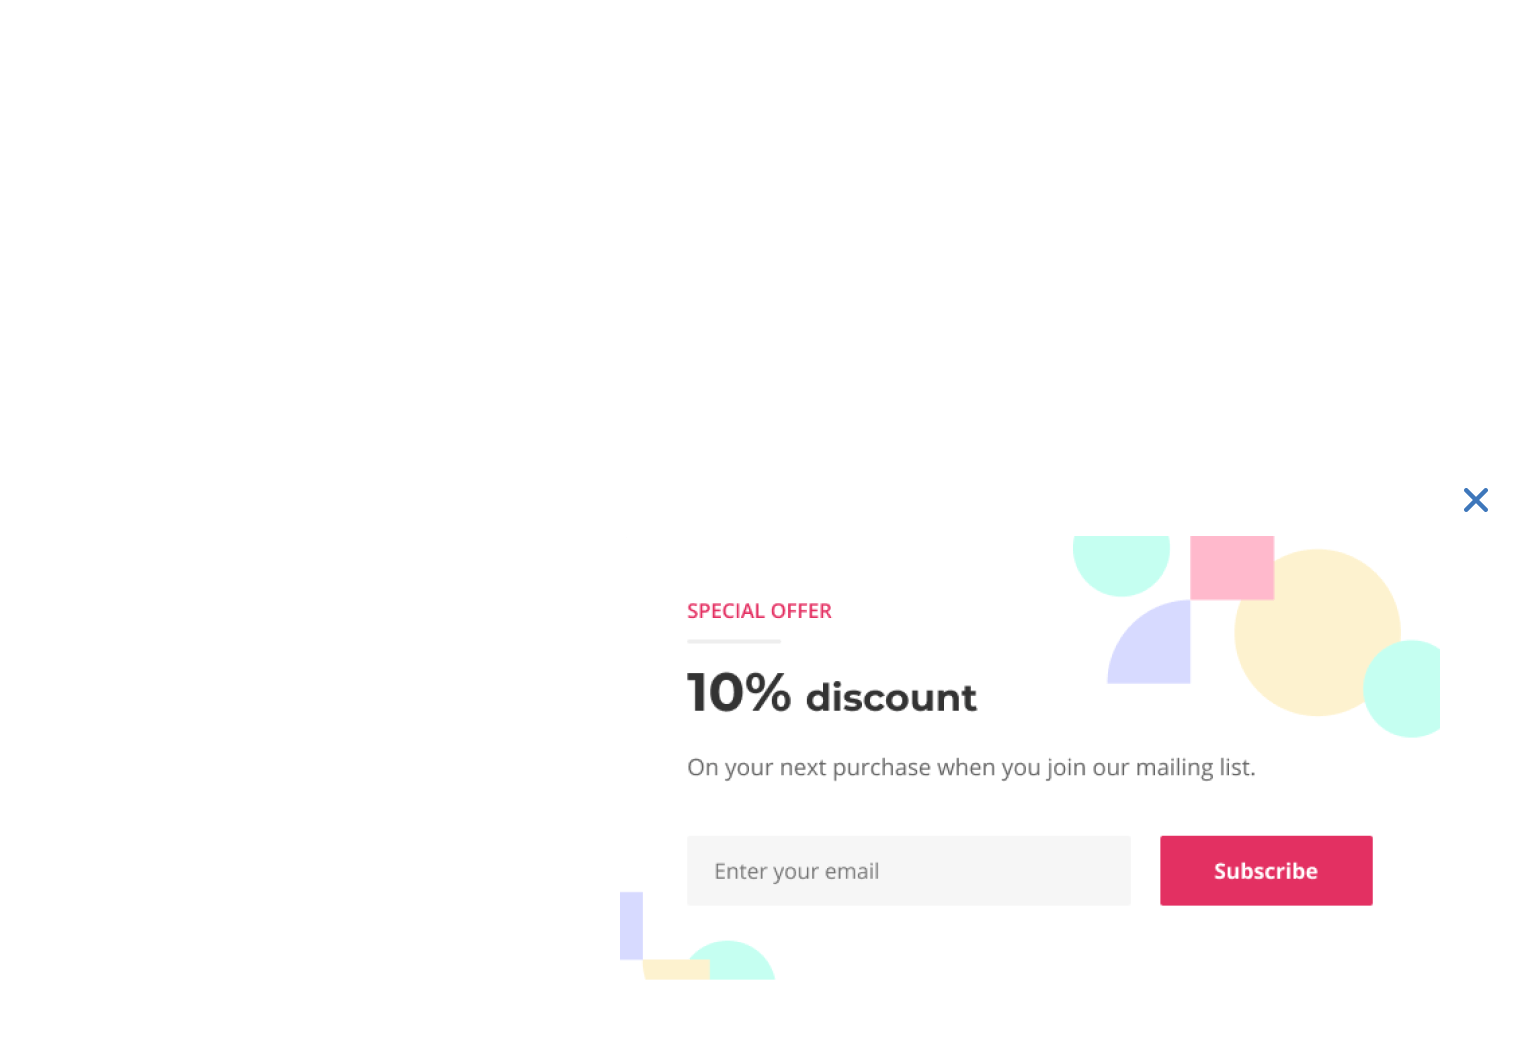 SPECIAL OFFER
10% discount
On your next purchase when you join our mailing list.
Enter your email
Subscribe